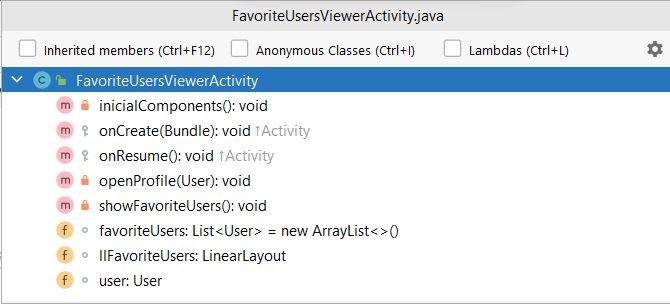 FavoriteUsersViewerActivity.java
Inherited members (Ctrl+F12) Anonymous Classes (Ctrl+I) Lambdas (Ctrl+L)
FavoriteUsersViewerActivity
inicialComponents(): void
onCreate(Bundle): void ↑Activity
onResume(): void ↑Activity
openProfile(User): void
showFavoriteUsers(): void
favoriteUsers: List<User> = new ArrayList<>()
llFavoriteUsers: LinearLayout
user: User